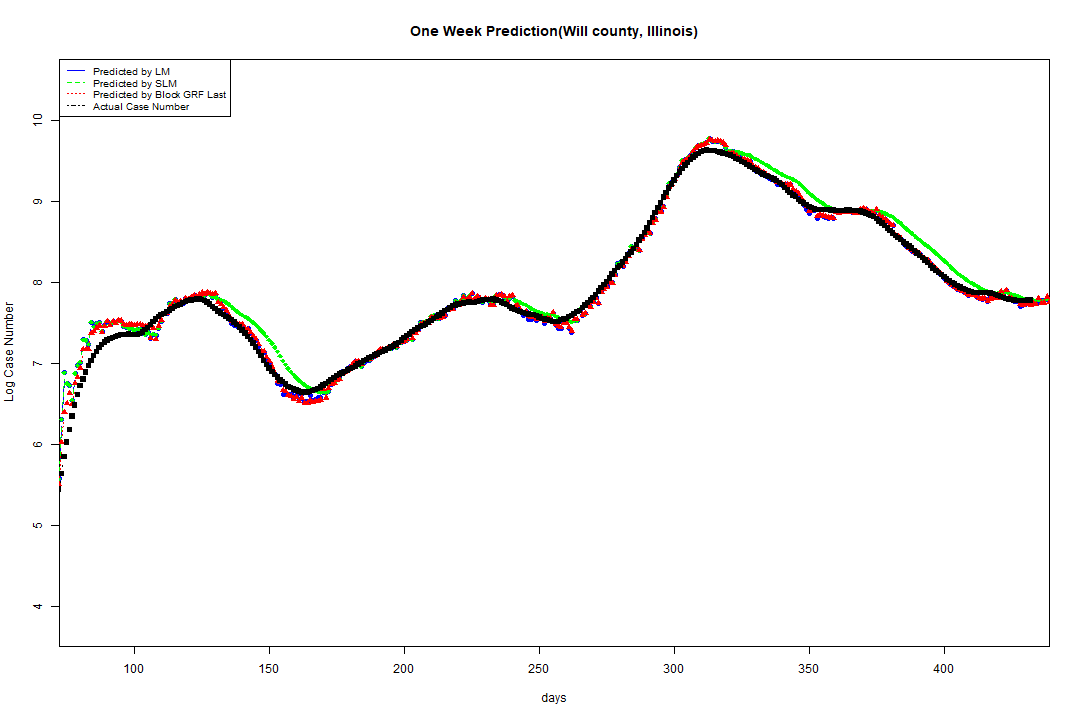 One Week Prediction(Will county, Illinois)
Predicted by LM
Predicted by SLM
Predicted by Block GRF Last
Actual Case Number
Log Case Number
10
9
8
7
6
5
4
100 150 200 250 300 350 400
days